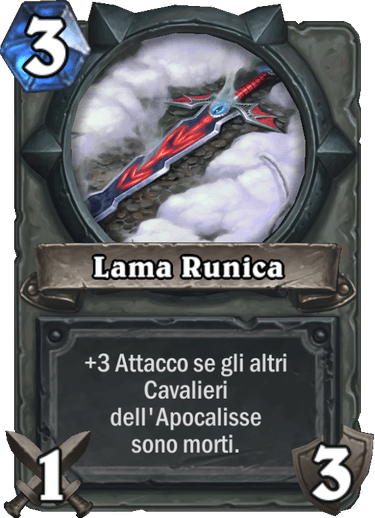 3
Lama Runica
+3 Attacco se gli altri
Cavalieri
dell'Apocalisse
sono morti.
1
3